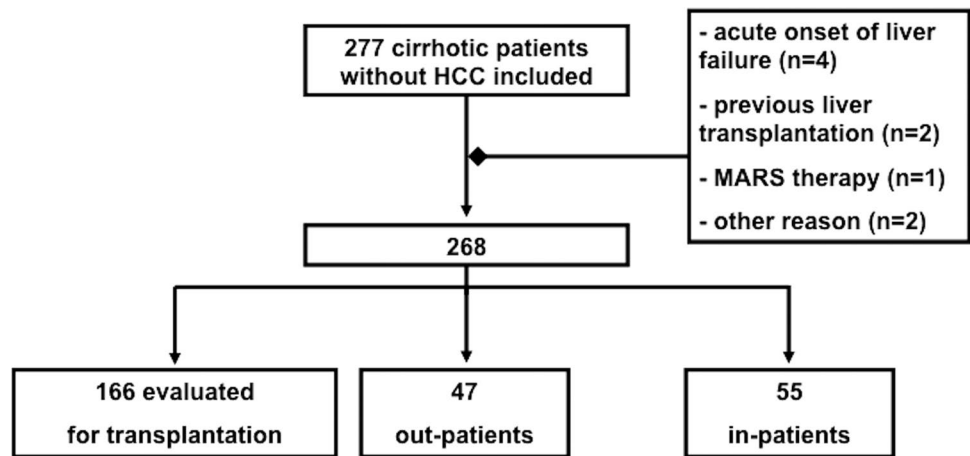 277 cirrhotic patients
without HCC included
- acute onset of liver
failure (n=4)
- previous liver
transplantation (n=2)
- MARS therapy (n=1)
- other reason (n=2)
268
166 evaluated
for transplantation
47
out-patients
55
in-patients